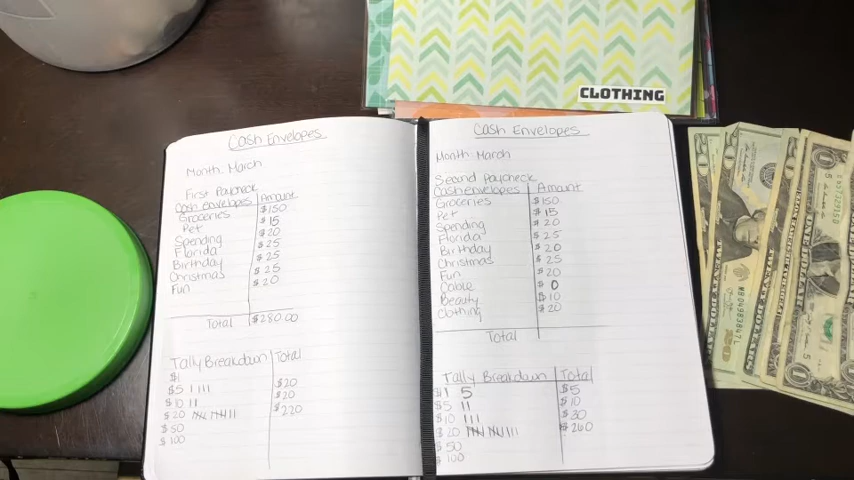 CLOTHING
Cash Envelopes
Month: March
First Paycheck
Cash envelopes Amount
Groceries $150
Pet $15
Spending $20
Florida $25
Birthday $25
Christmas $25
Fun $20
Total $280.00
Tally Breakdown Total
$1
$5 IIII $20
$10 II $20
$20 $220
$50
$100
Cash Envelopes
Month: March
Second Paycheck
Cash envelopes Amount
Groceries $150
Pet $15
Spending $20
Florida $25
Birthday $20
Christmas $25
Fun $20
Cable $0
Beauty $10
Clothing $20
Total
Tally Breakdown Total
$1 5 $5
$5 II $10
$10 III $30
$20 $260
$50
$100